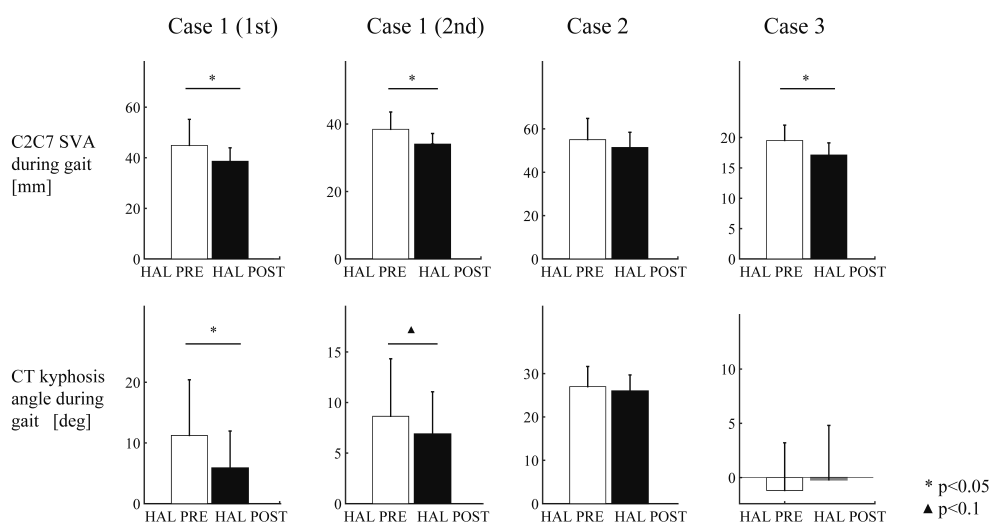 Case 1 (1st) Case 1 (2nd) Case 2 Case 3
C2C7 SVA
during gait
[mm]
60
40
20
0
*
HAL PRE HAL POST
40
20
0
*
HAL PRE HAL POST
60
40
20
0
HAL PRE HAL POST
20
15
10
5
0
*
HAL PRE HAL POST
CT kyphosis
angle during
gait [deg]
20
10
0
*
HAL PRE HAL POST
15
10
5
0
▲
HAL PRE HAL POST
30
20
10
0
HAL PRE HAL POST
10
5
0
HAL PRE HAL POST
* p<0.05
▲ p<0.1